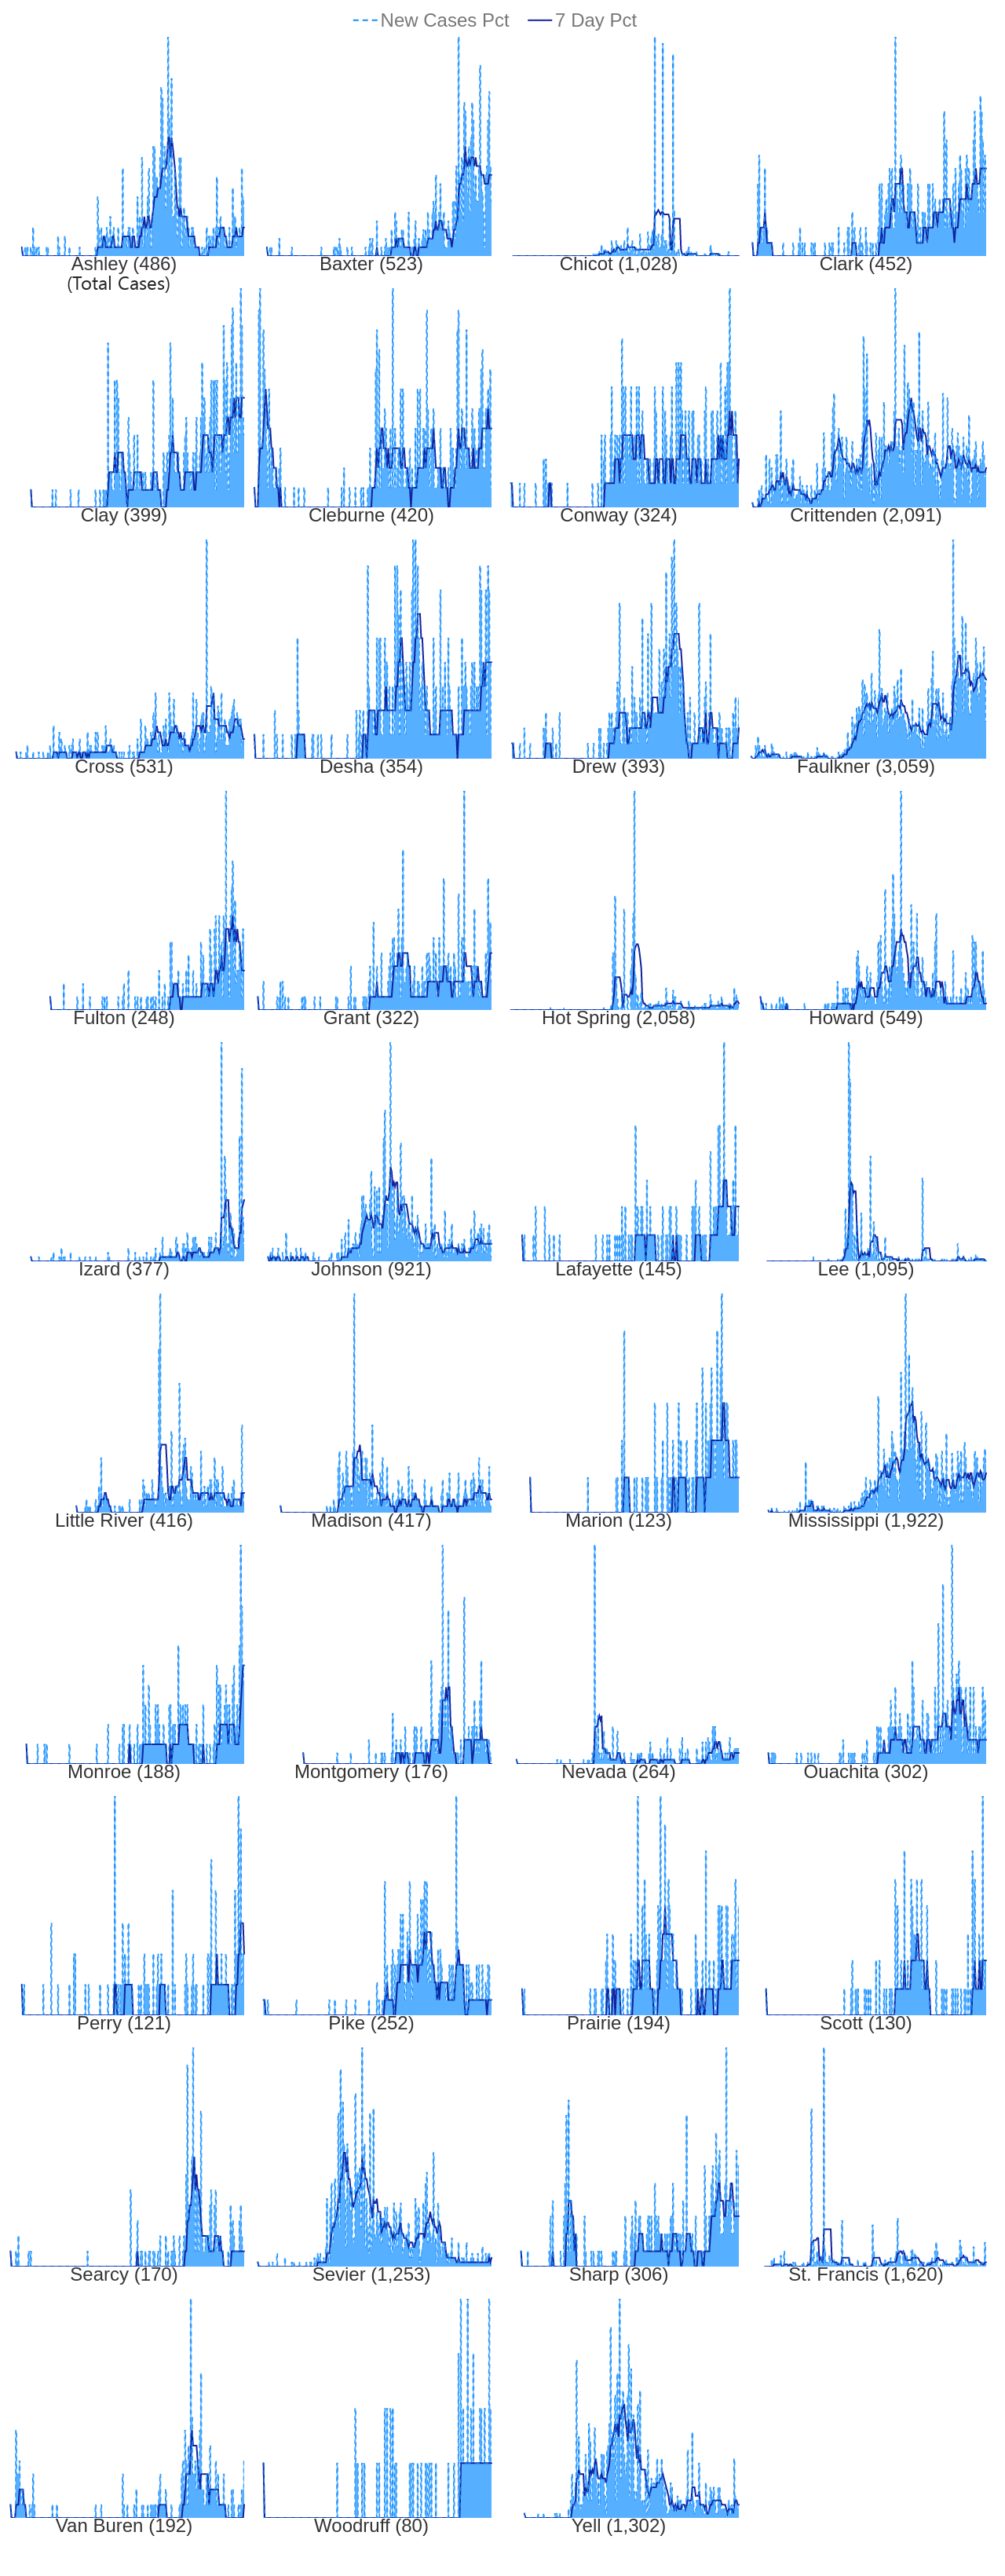 New Cases Pct 7 Day Pct
Ashley (486) Baxter (523) Chicot (1,028) Clark (452)
(Total Cases)
Clay (399) Cleburne (420) Conway (324) Crittenden (2,091)
Cross (531) Desha (354) Drew (393) Faulkner (3,059)
Fulton (248) Grant (322) Hot Spring (2,058) Howard (549)
Izard (377) Johnson (921) Lafayette (145) Lee (1,095)
Little River (416) Madison (417) Marion (123) Mississippi (1,922)
Monroe (188) Montgomery (176) Nevada (264) Ouachita (302)
Perry (121) Pike (252) Prairie (194) Scott (130)
Searcy (170) Sevier (1,253) Sharp (306) St. Francis (1,620)
Van Buren (192) Woodruff (80) Yell (1,302)